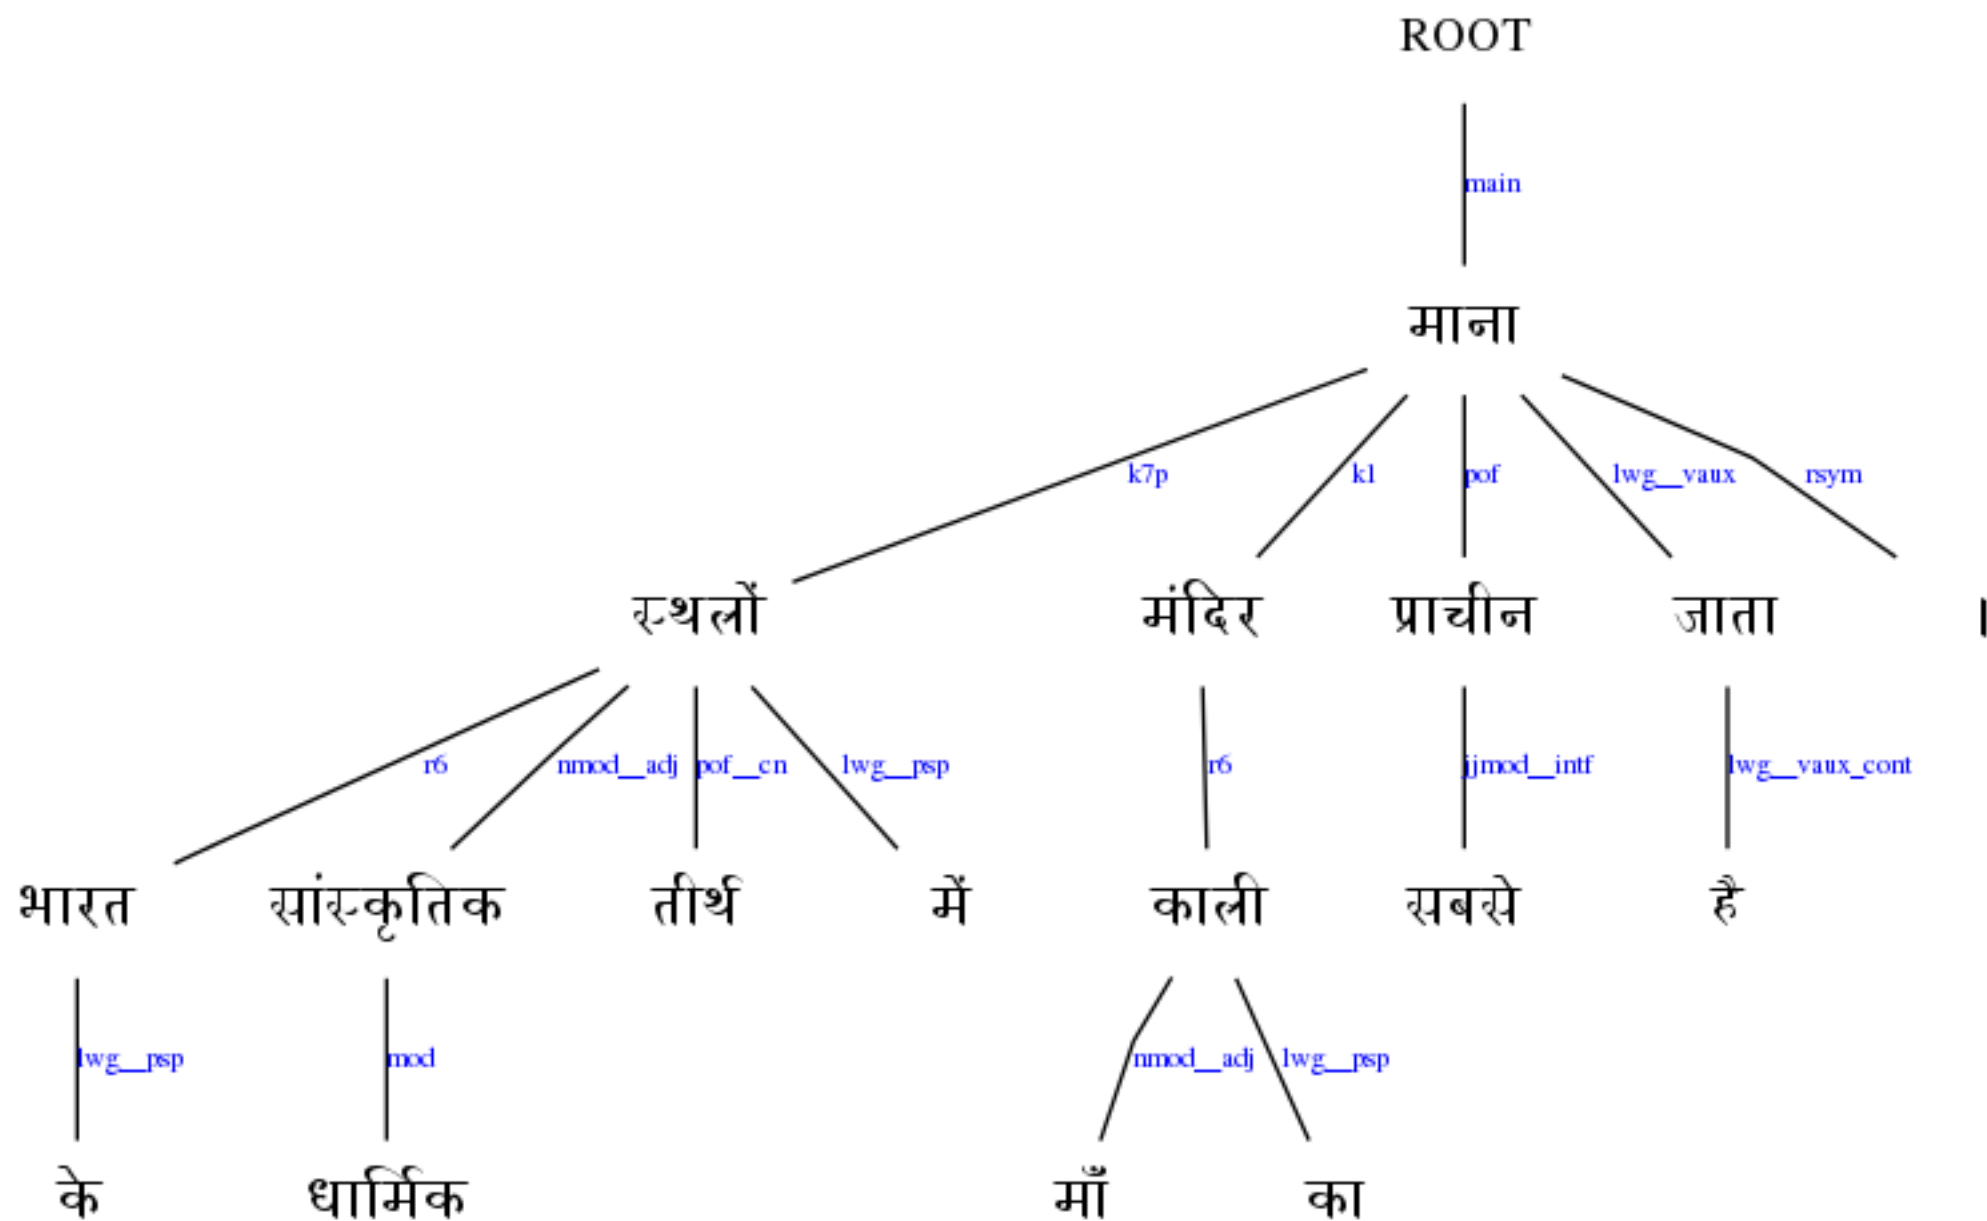 ROOT
main
माना
k7p k1 pof lwg__vaux rsym
स्थलों मंदिर प्राचीन जाता ।
r6 nmod__adj pof__cn lwg__psp r6 jjmod__intf lwg__vaux_cont
भारत सांस्कृतिक तीर्थ में काली सबसे है
lwg__psp mod nmod__adj lwg__psp
के धार्मिक माँ का